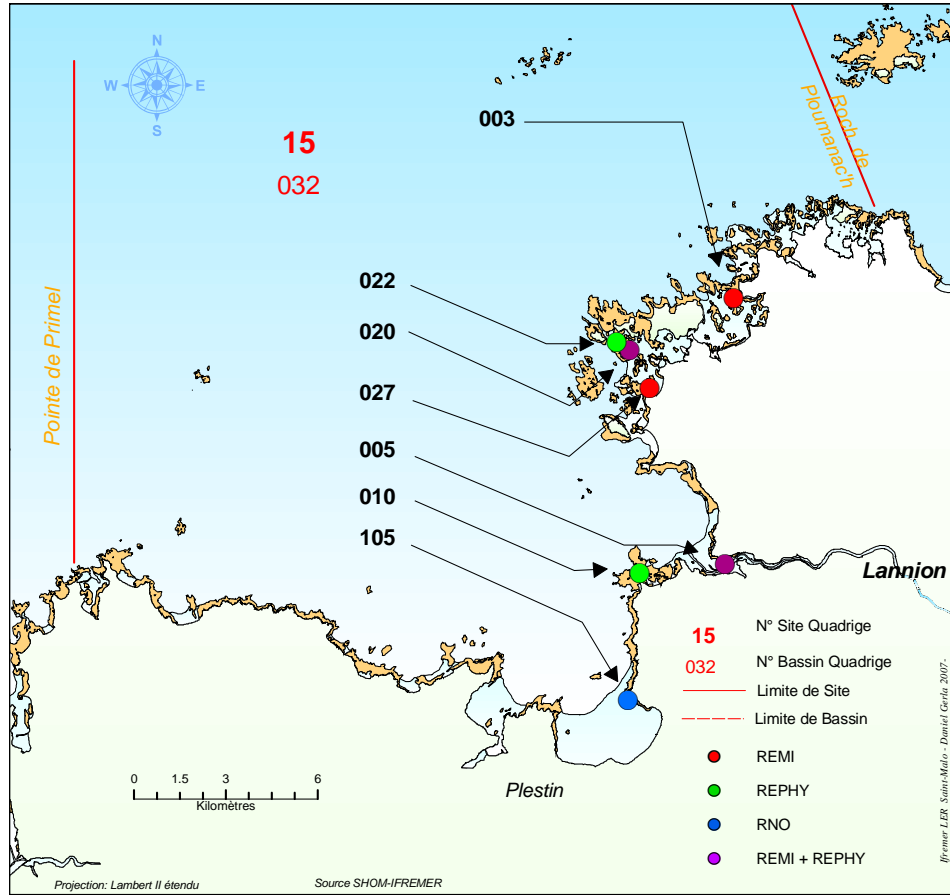 N
W E
S
15
032
003
Roch. de
Ploumanac'h
Pointe de Primel
022
020
027
005
010
105
Lannion
15 N° Site Quadrige
032 N° Bassin Quadrige
Limite de Site
Limite de Bassin
REMI
REPHY
RNO
REMI + REPHY
0 1.5 3 6
Kilomètres
Plestin
Projection: Lambert II étendu
Source SHOM-IFREMER
Ifremer LER Saint-Malo - Daniel Gerla 2007-